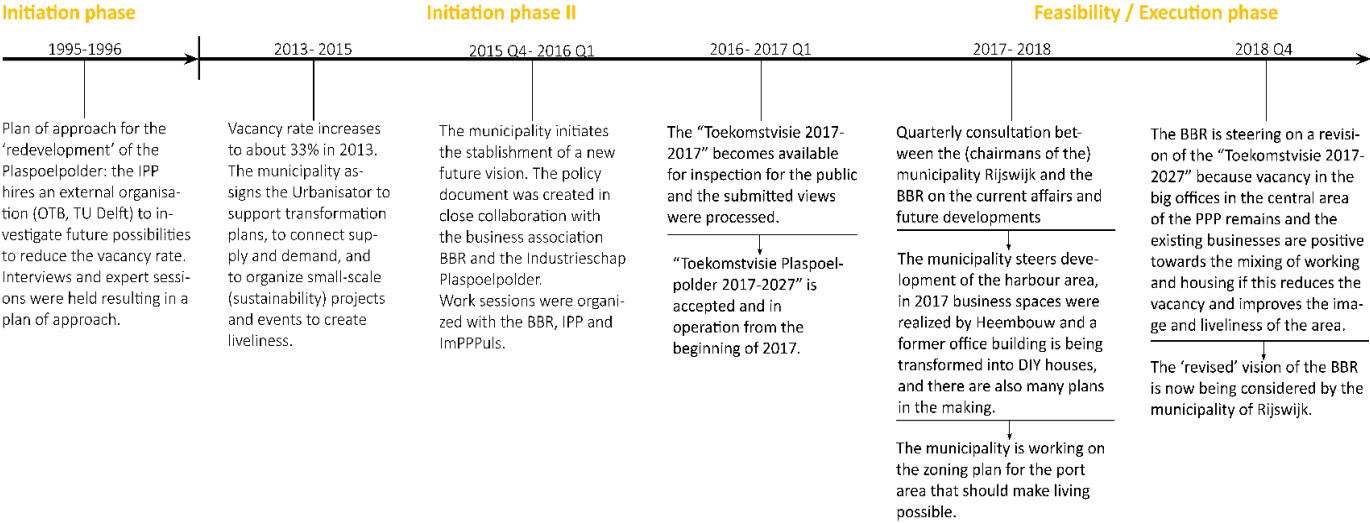 Initiation phase
Initiation phase II
Feasibility / Execution phase
1995-1996
2013- 2015
2015 Q4- 2016 Q1
2016- 2017 Q1
2017- 2018
2018 Q4
Plan of approach for the
‘redevelopment’ of the
Plaspoelpolder: the IPP
hires an external organisa-
tion (OTB, TU Delft) to in-
vestigate future possibilities
to reduce the vacancy rate.
Interviews and expert sessi-
ons were held resulting in a
plan of approach.
Vacancy rate increases
to about 33% in 2013.
The municipality as-
signs the Urbanisator to
support transformation
plans, to connect sup-
ply and demand, and
to organize small-scale
(sustainability) projects
and events to create
liveliness.
The municipality initiates
the stablishment of a new
future vision. The policy
document was created in
close collaboration with
the business association
BBR and the Industrieschap
Plaspoelpolder.
Work sessions were organi-
zed with the BBR, IPP and
ImPPPuls.
The “Toekomstvisie 2017-
2017” becomes available
for inspection for the public
and the submitted views
were processed.
“Toekomstvisie Plaspoel-
polder 2017-2027” is
accepted and in
operation from the
beginning of 2017.
Quarterly consultation bet-
ween the (chairmans of the)
municipality Rijswijk and the
BBR on the current affairs and
future developments
The municipality steers deve-
lopment of the harbour area,
in 2017 business spaces were
realized by Heembouw and a
former office building is being
transformed into DIY houses,
and there are also many plans
in the making.
The municipality is working on
the zoning plan for the port
area that should make living
possible.
The BBR is steering on a revisi-
on of the “Toekomstvisie 2017-
2027” because vacancy in the
big offices in the central area
of the PPP remains and the
existing businesses are positive
towards the mixing of working
and housing if this reduces the
vacancy and improves the ima-
ge and liveliness of the area.
The ‘revised’ vision of the BBR
is now being considered by the
municipality of Rijswijk.